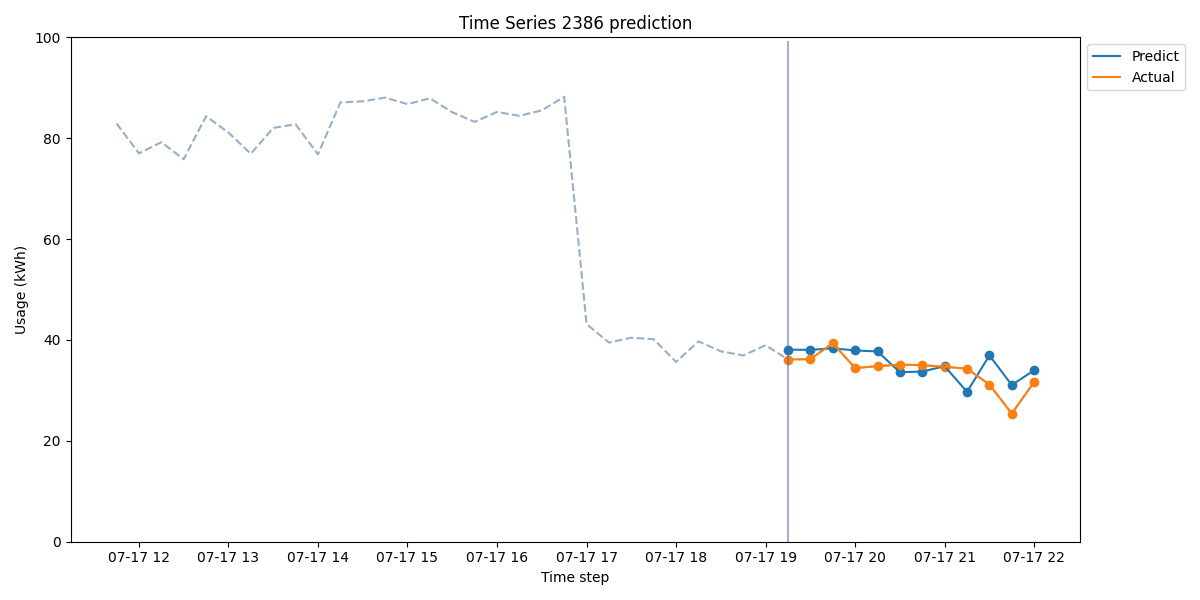 Time Series 2386 prediction
Predict
Actual
Usage (kWh)
100
80
60
40
20
0
07-17 12 07-17 13 07-17 14 07-17 15 07-17 16 07-17 17 07-17 18 07-17 19 07-17 20 07-17 21 07-17 22
Time step